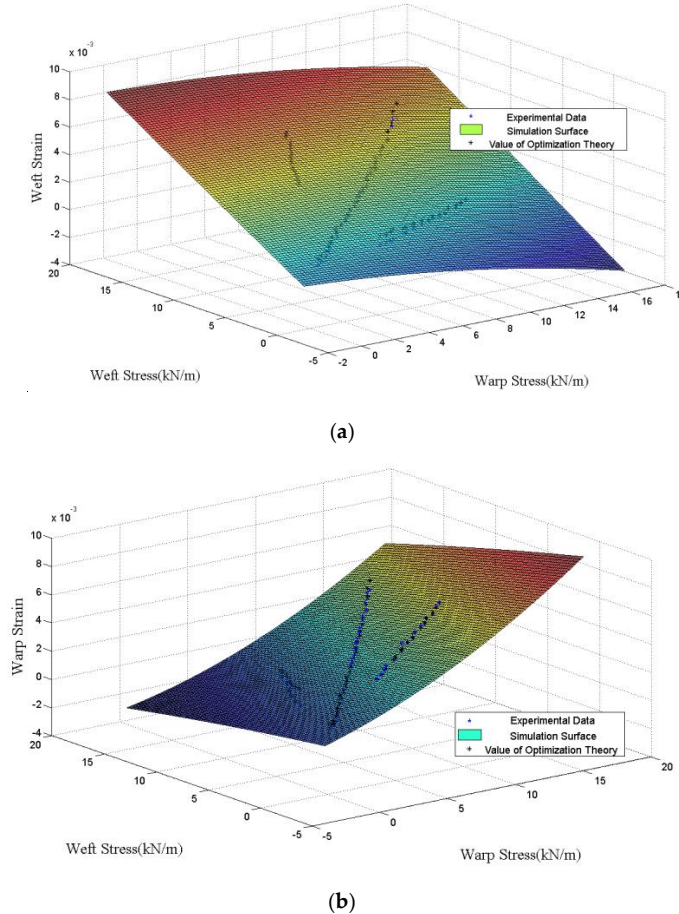 x 10⁻³
10
8
6
4
2
0
-2
-4
Weft Strain
20
15
10
5
0
-5
Weft Stress(kN/m)
-2
0
2
4
6
8
10
12
14
16
1
Warp Stress(kN/m)
Experimental Data
Simulation Surface
Value of Optimization Theory
(a)
x 10⁻³
10
8
6
4
2
0
-2
-4
Warp Strain
20
15
10
5
0
-5
Weft Stress(kN/m)
-5
0
5
10
15
20
Warp Stress(kN/m)
Experimental Data
Simulation Surface
Value of Optimization Theory
(b)